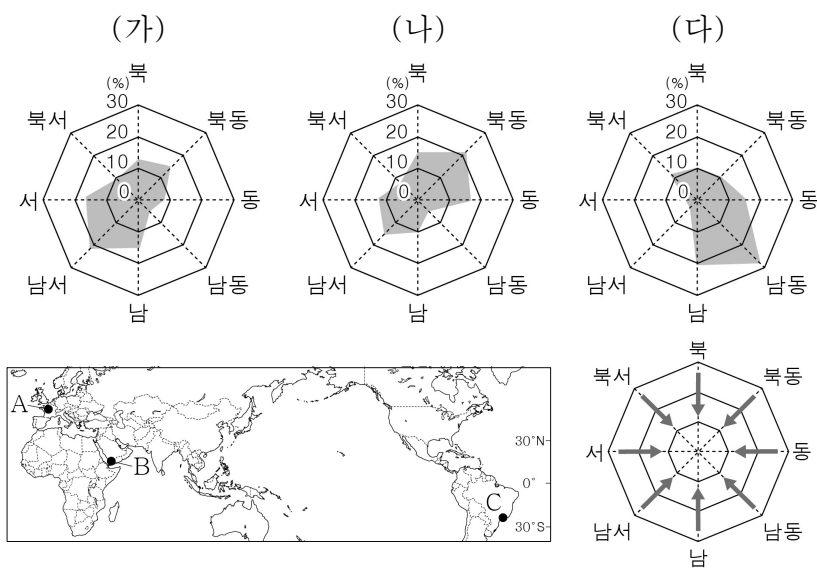 (가) (나) (다)
북 북 북
(%) (%) (%)
30 30 30
북서 북동 북서 북동 북서 북동
20 20 20
10 10 10
0 0 0
서 동 서 동 서 동
남서 남동 남서 남동 남서 남동
남 남 남
A
B
C
30°N
0°
30°S
북
북서 북동
서 동
남서 남동
남